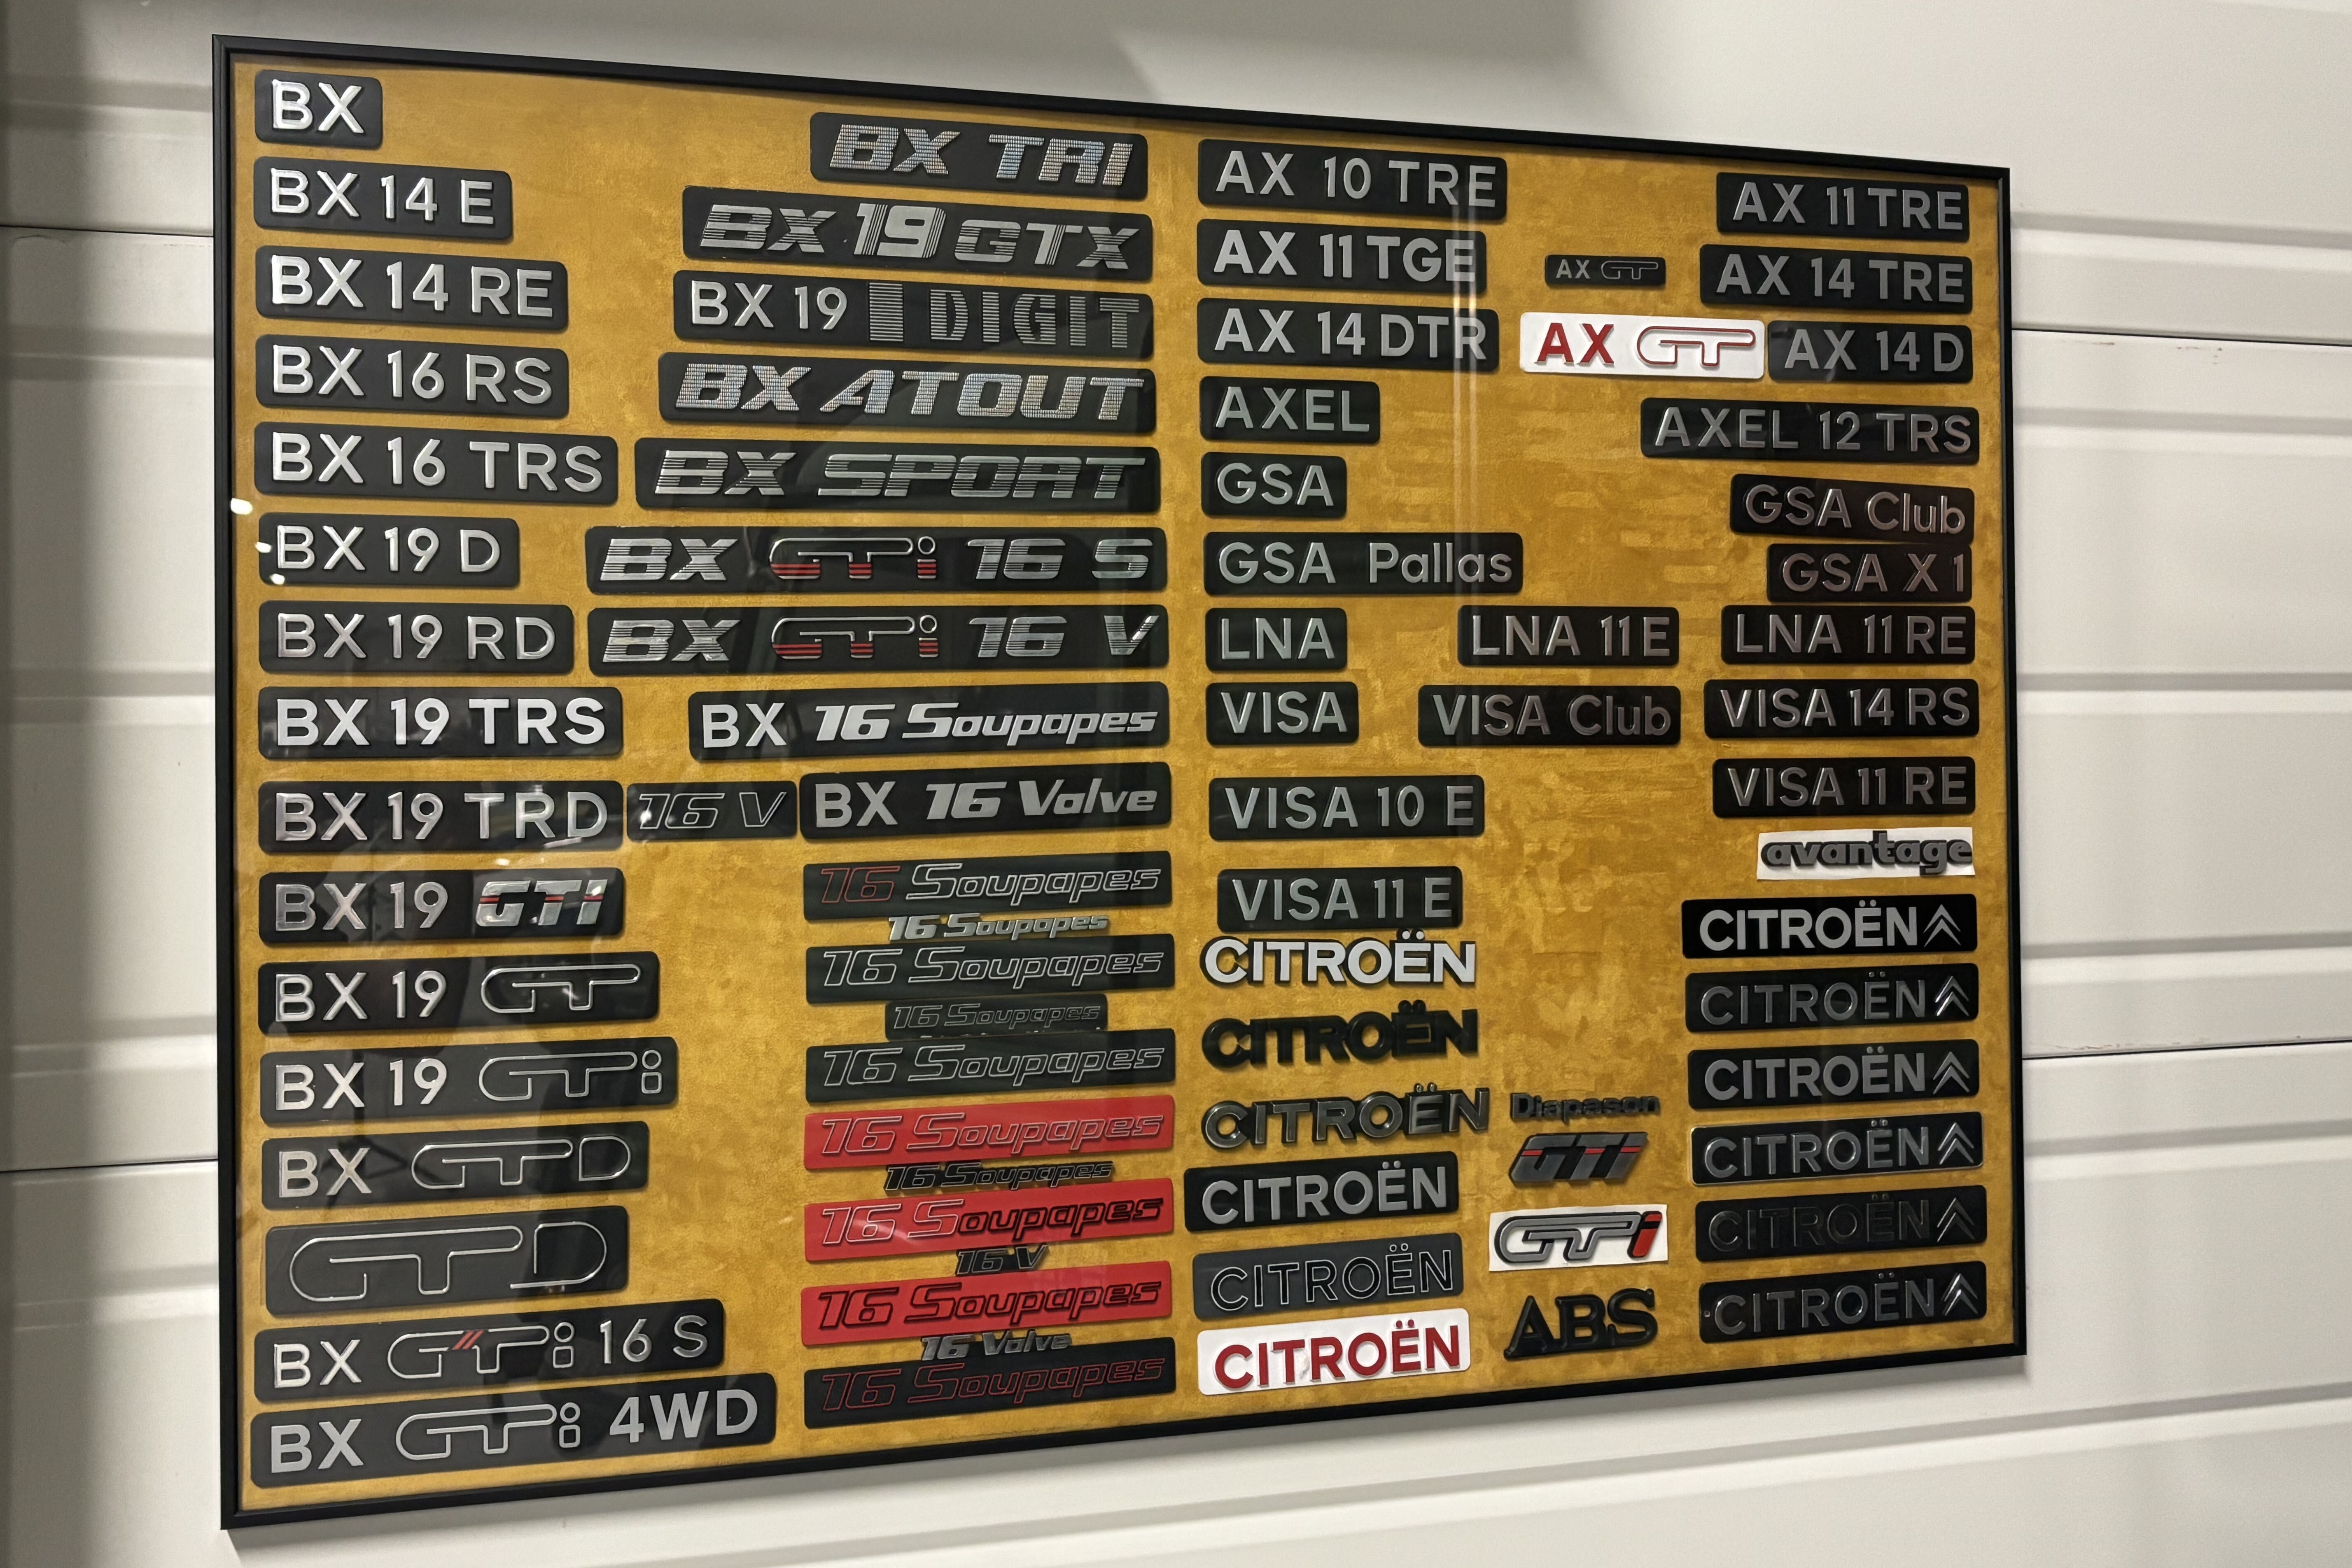 BX
BX 14 E
BX 14 RE
BX 16 RS
BX 16 TRS
BX 19 D
BX 19 RD
BX 19 TRS
BX 19 TRD
BX 19 GTI
BX 19 GT
BX 19 GTi
BX GTD
GTD
BX GTi 16 S
BX GTi 4WD
BX TRI
BX 19 GTX
BX 19 DIGIT
BX ATOUT
BX SPORT
BX GTi 16 S
BX GTi 16 V
BX 16 Soupapes
16 V
BX 16 Valve
16 Soupapes
16 Soupapes
16 Soupapes
16 Soupapes
16 Soupapes
16 Soupapes
16 Soupapes
16 Soupapes
16 V
16 Soupapes
16 Valve
16 Soupapes
AX 10 TRE
AX 11 TGE
AX 14 DTR
AXEL
GSA
GSA Pallas
LNA
VISA
VISA 10 E
VISA 11 E
CITROËN
CITROËN
CITROËN
CITROËN
CITROËN
CITROËN
AX GT
AX GT
LNA 11 E
VISA Club
Diapason
GTI
GTi
ABS
AX 11 TRE
AX 14 TRE
AX 14 D
AXEL 12 TRS
GSA Club
GSA X 1
LNA 11 RE
VISA 14 RS
VISA 11 RE
avantage
CITROËN
CITROËN
CITROËN
CITROËN
CITROËN
CITROËN